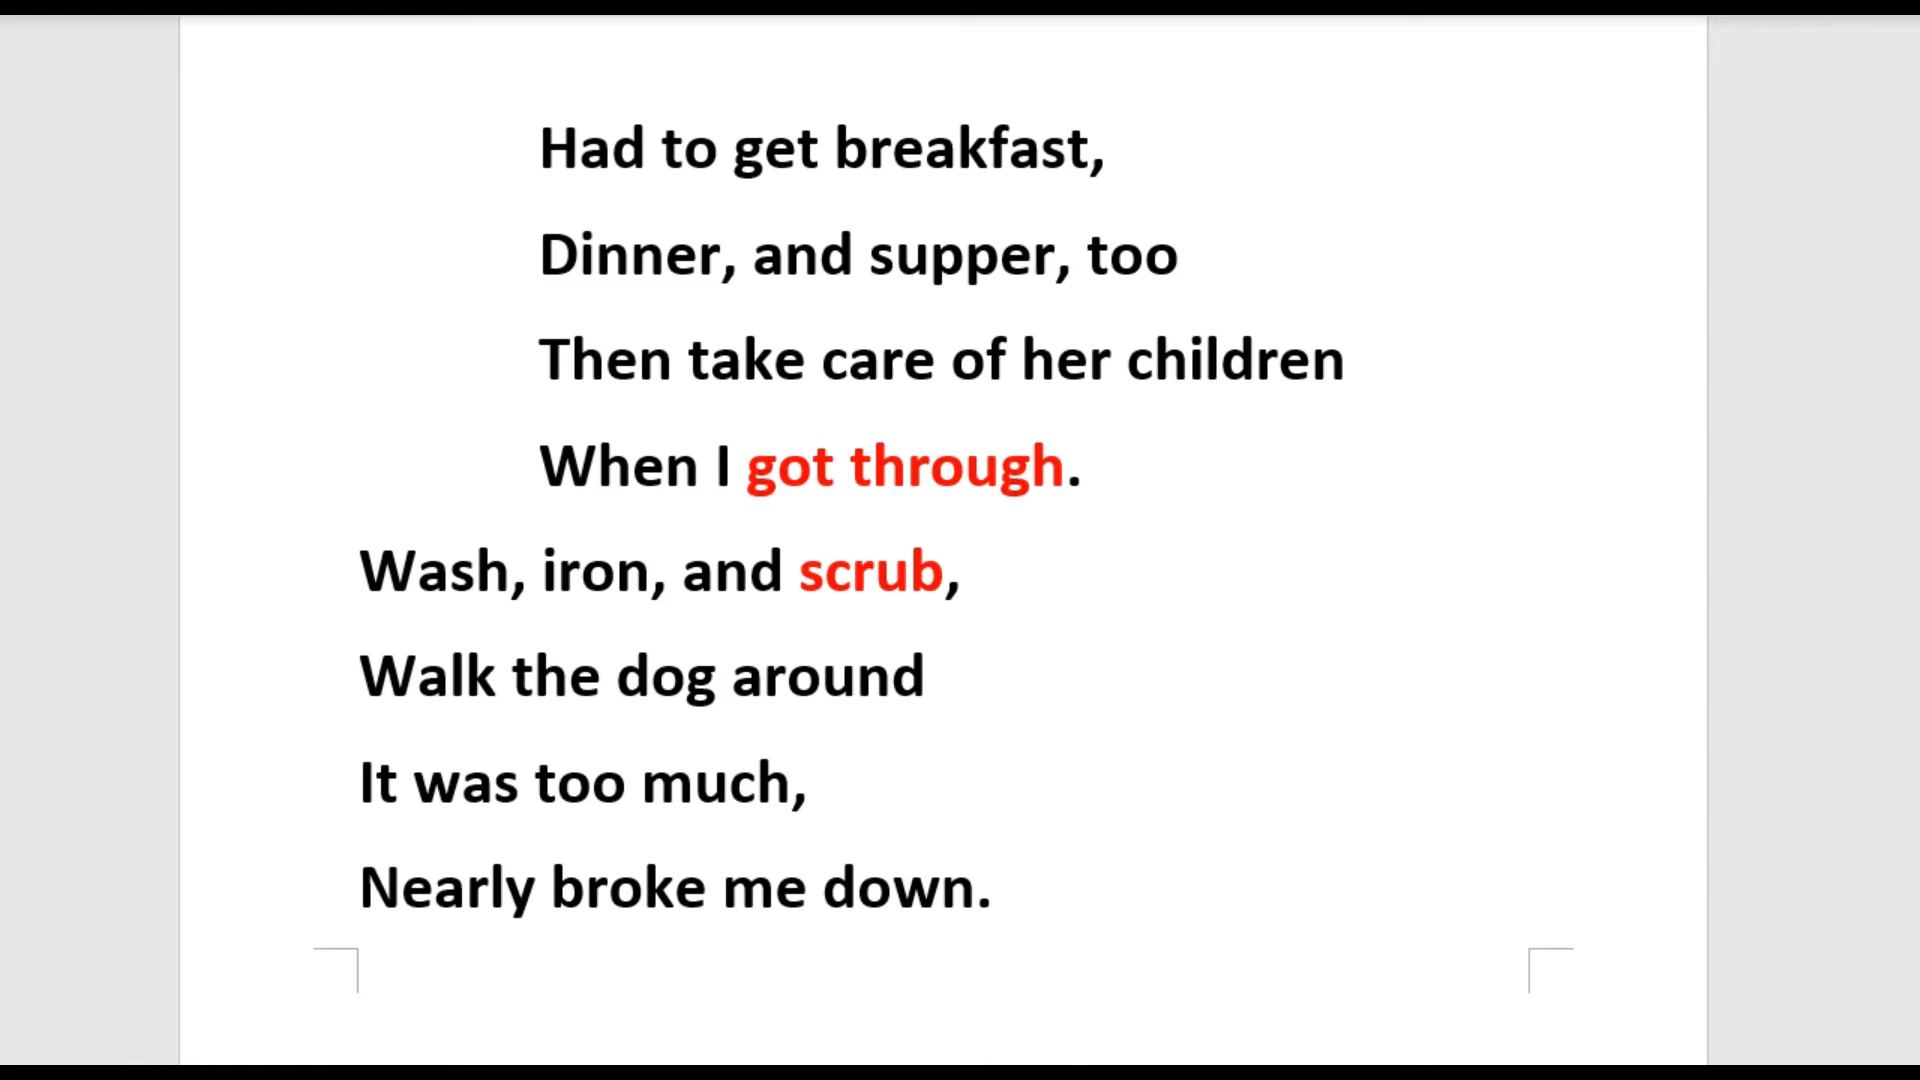 Had to get breakfast,
Dinner, and supper, too
Then take care of her children
When I got through.
Wash, iron, and scrub,
Walk the dog around
It was too much,
Nearly broke me down.